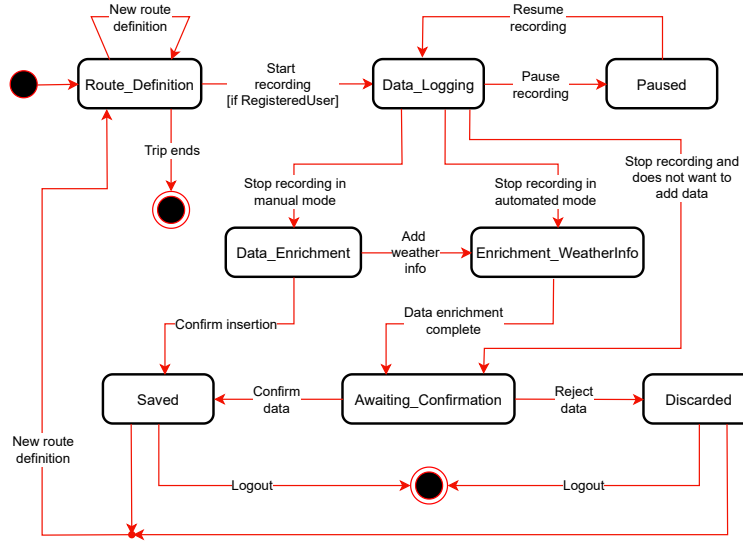 New route
definition
Resume
recording
Route_Definition
Start
recording
[if RegisteredUser]
Data_Logging
Pause
recording
Paused
Trip ends
Stop recording in
manual mode
Stop recording in
automated mode
Stop recording and
does not want to
add data
Data_Enrichment
Add
weather
info
Enrichment_WeatherInfo
Confirm insertion
Data enrichment
complete
Saved
Confirm
data
Awaiting_Confirmation
Reject
data
Discarded
New route
definition
Logout
Logout